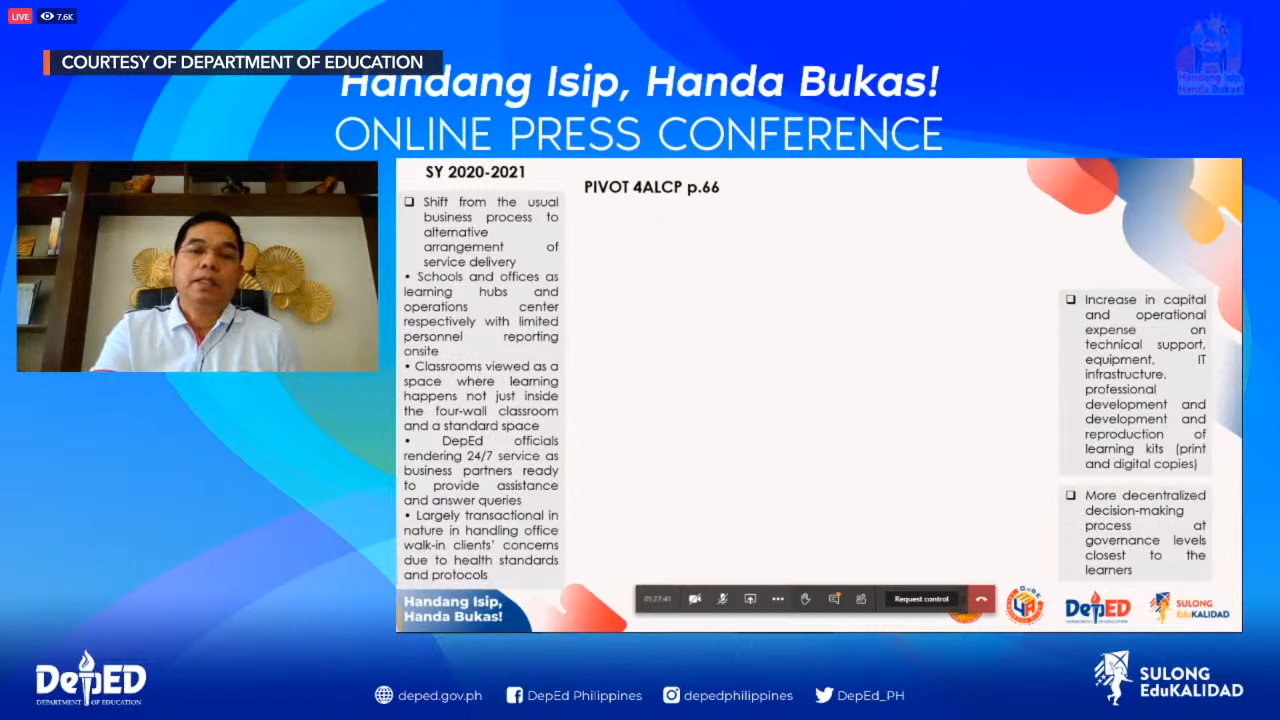 LIVE 7.6K
COURTESY OF DEPARTMENT OF EDUCATION
Handang Isip, Handa Bukas!
ONLINE PRESS CONFERENCE
Handang Isip,
Handa Bukas!
SY 2020-2021
PIVOT 4ALCP p.66
❑ Shift from the usual
business process to
alternative
arrangement of
service delivery
• Schools and offices as
learning hubs and
operations center
respectively with limited
personnel reporting
onsite
• Classrooms viewed as a
space where learning
happens not just inside
the four-wall classroom
and a standard space
• DepEd officials
rendering 24/7 service as
business partners ready
to provide assistance
and answer queries
• Largely transactional in
nature in handling office
walk-in clients' concerns
due to health standards
and protocols
❑ Increase in capital
and operational
expense on
technical support,
equipment, IT
infrastructure,
professional
development and
development and
reproduction of
learning kits (print
and digital copies)
❑ More decentralized
decision-making
process at
governance levels
closest to the
learners
Handang Isip,
Handa Bukas!
01:27:41
Request control
4A
DepED
DEPARTMENT OF EDUCATION
SULONG
EduKALIDAD
DepED
DEPARTMENT OF EDUCATION
deped.gov.ph
DepEd Philippines
depedphilippines
DepEd_PH
SULONG
EduKALIDAD